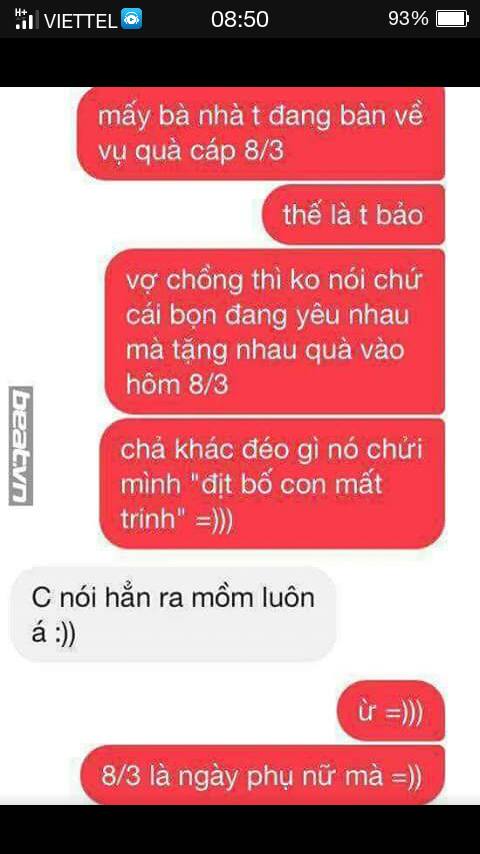 VIETTEL 08:50 93%
mấy bà nhà t đang bàn về
vụ quà cáp 8/3
thế là t bảo
vợ chồng thì ko nói chứ
cái bọn đang yêu nhau
mà tặng nhau quà vào
hôm 8/3
chả khác đéo gì nó chửi
mình "địt bố con mất
trinh" =)))
C nói hẳn ra mồm luôn
á :))
ừ =)))
8/3 là ngày phụ nữ mà =))
beatvn